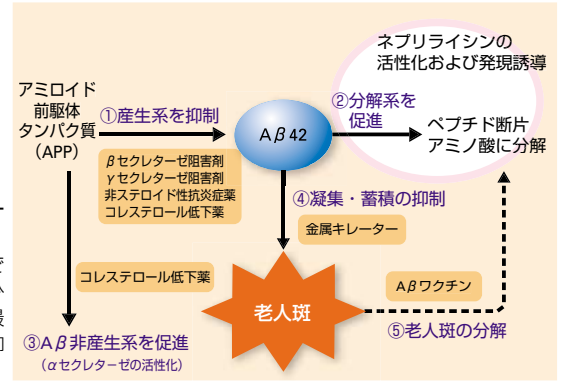 アミロイド
前駆体
タンパク質
(APP)
①産生系を抑制
βセクレターゼ阻害剤
γセクレターゼ阻害剤
非ステロイド性抗炎症薬
コレステロール低下薬
Aβ42
ネプリライシンの
活性化および発現誘導
②分解系を
促進
ペプチド断片
アミノ酸に分解
④凝集・蓄積の抑制
金属キレーター
コレステロール低下薬
老人斑
Aβワクチン
⑤老人斑の分解
③Aβ非産生系を促進
(αセクレターゼの活性化)